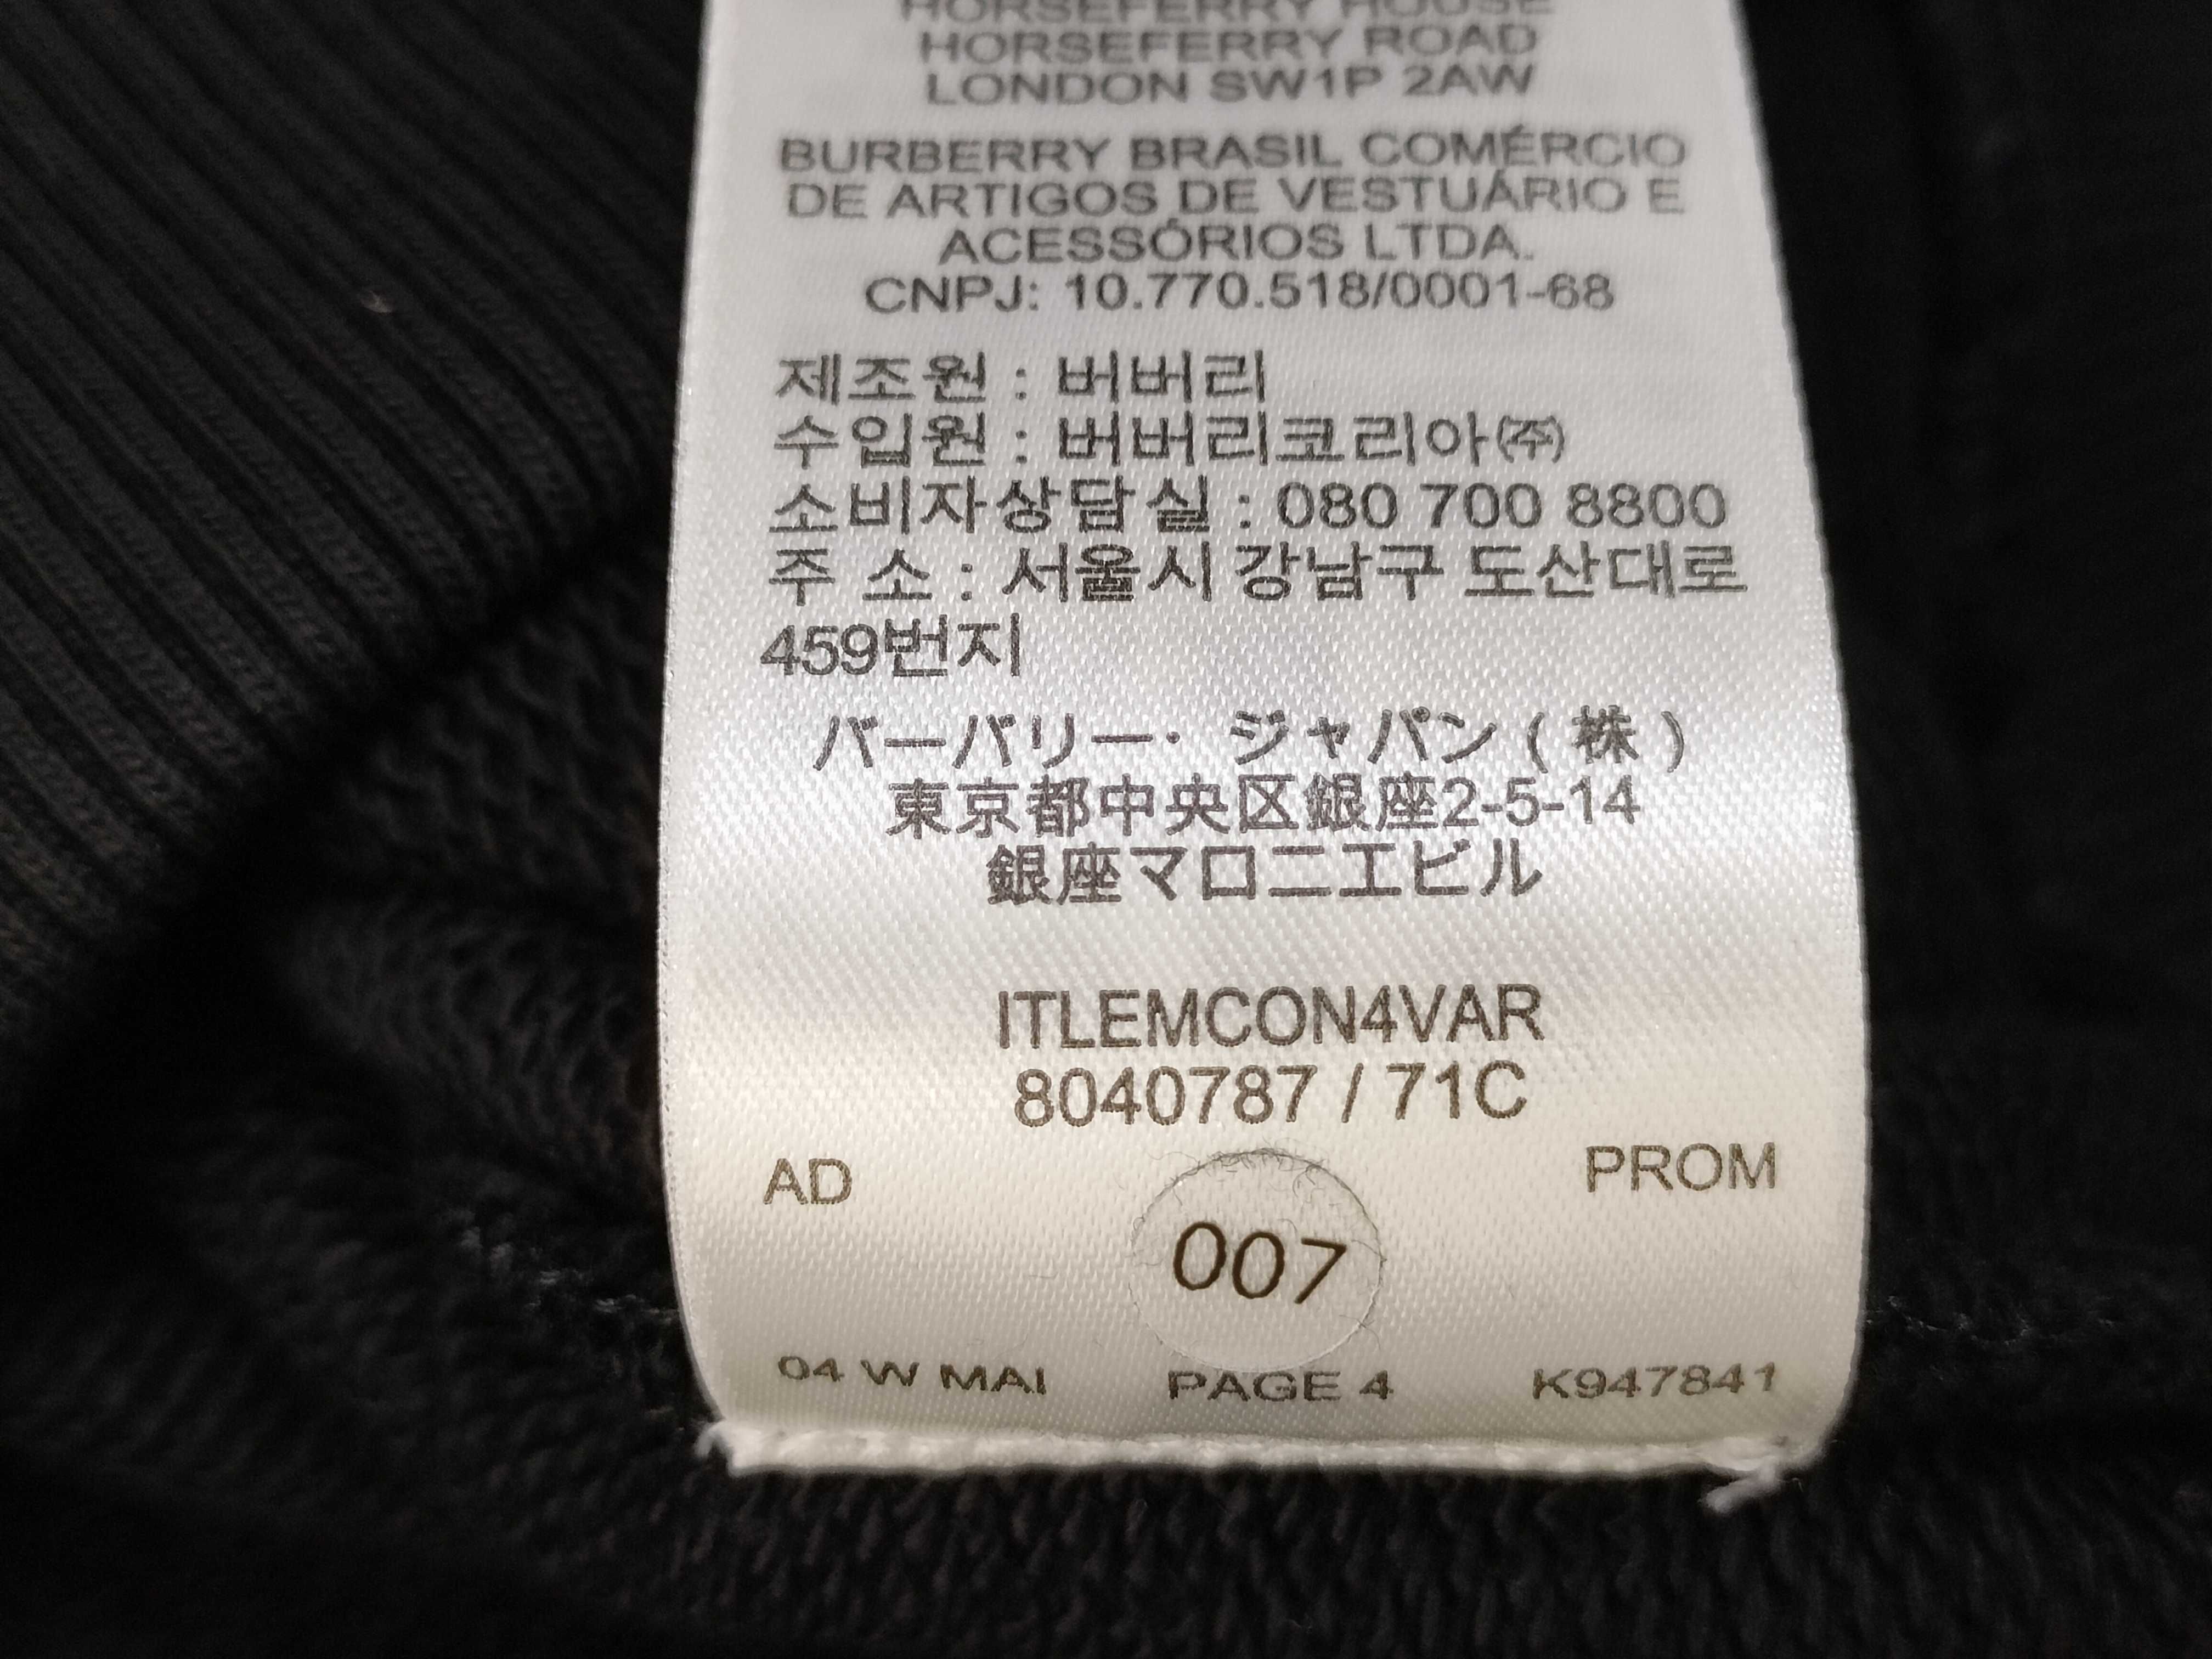 HORSEFERRY HOUSE
HORSEFERRY ROAD
LONDON SW1P 2AW
BURBERRY BRASIL COMÉRCIO
DE ARTIGOS DE VESTUÁRIO E
ACESSÓRIOS LTDA.
CNPJ: 10.770.518/0001-68
제조원 : 버버리
수입원 : 버버리코리아㈜
소비자상담실 : 080 700 8800
주 소 : 서울시 강남구 도산대로
459번지
バーバリー· ジャパン ( 株 )
東京都中央区銀座2-5-14
銀座マロニエビル
ITLEMCON4VAR
8040787 / 71C
AD PROM
007
04 W MAI PAGE 4 K947841